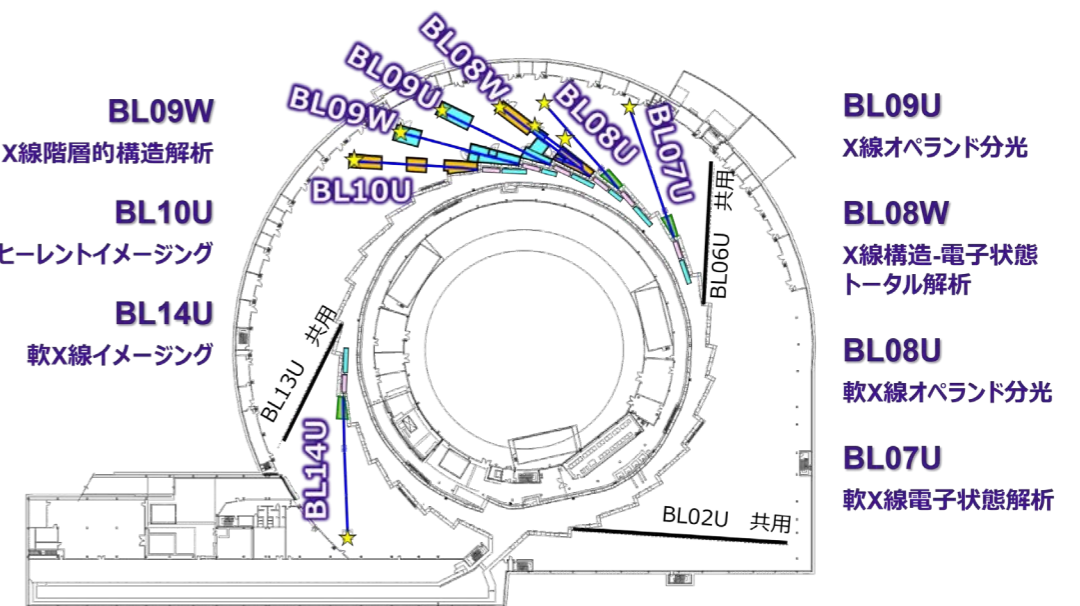 BL09W
X線階層的構造解析
BL10U
ヒーレントイメージング
BL14U
軟X線イメージング
BL08W
BL09U
BL09W
BL10U
BL08U
BL07U
BL06U 共用
BL13U 共用
BL14U
BL02U 共用
BL09U
X線オペランド分光
BL08W
X線構造-電子状態
トータル解析
BL08U
軟X線オペランド分光
BL07U
軟X線電子状態解析